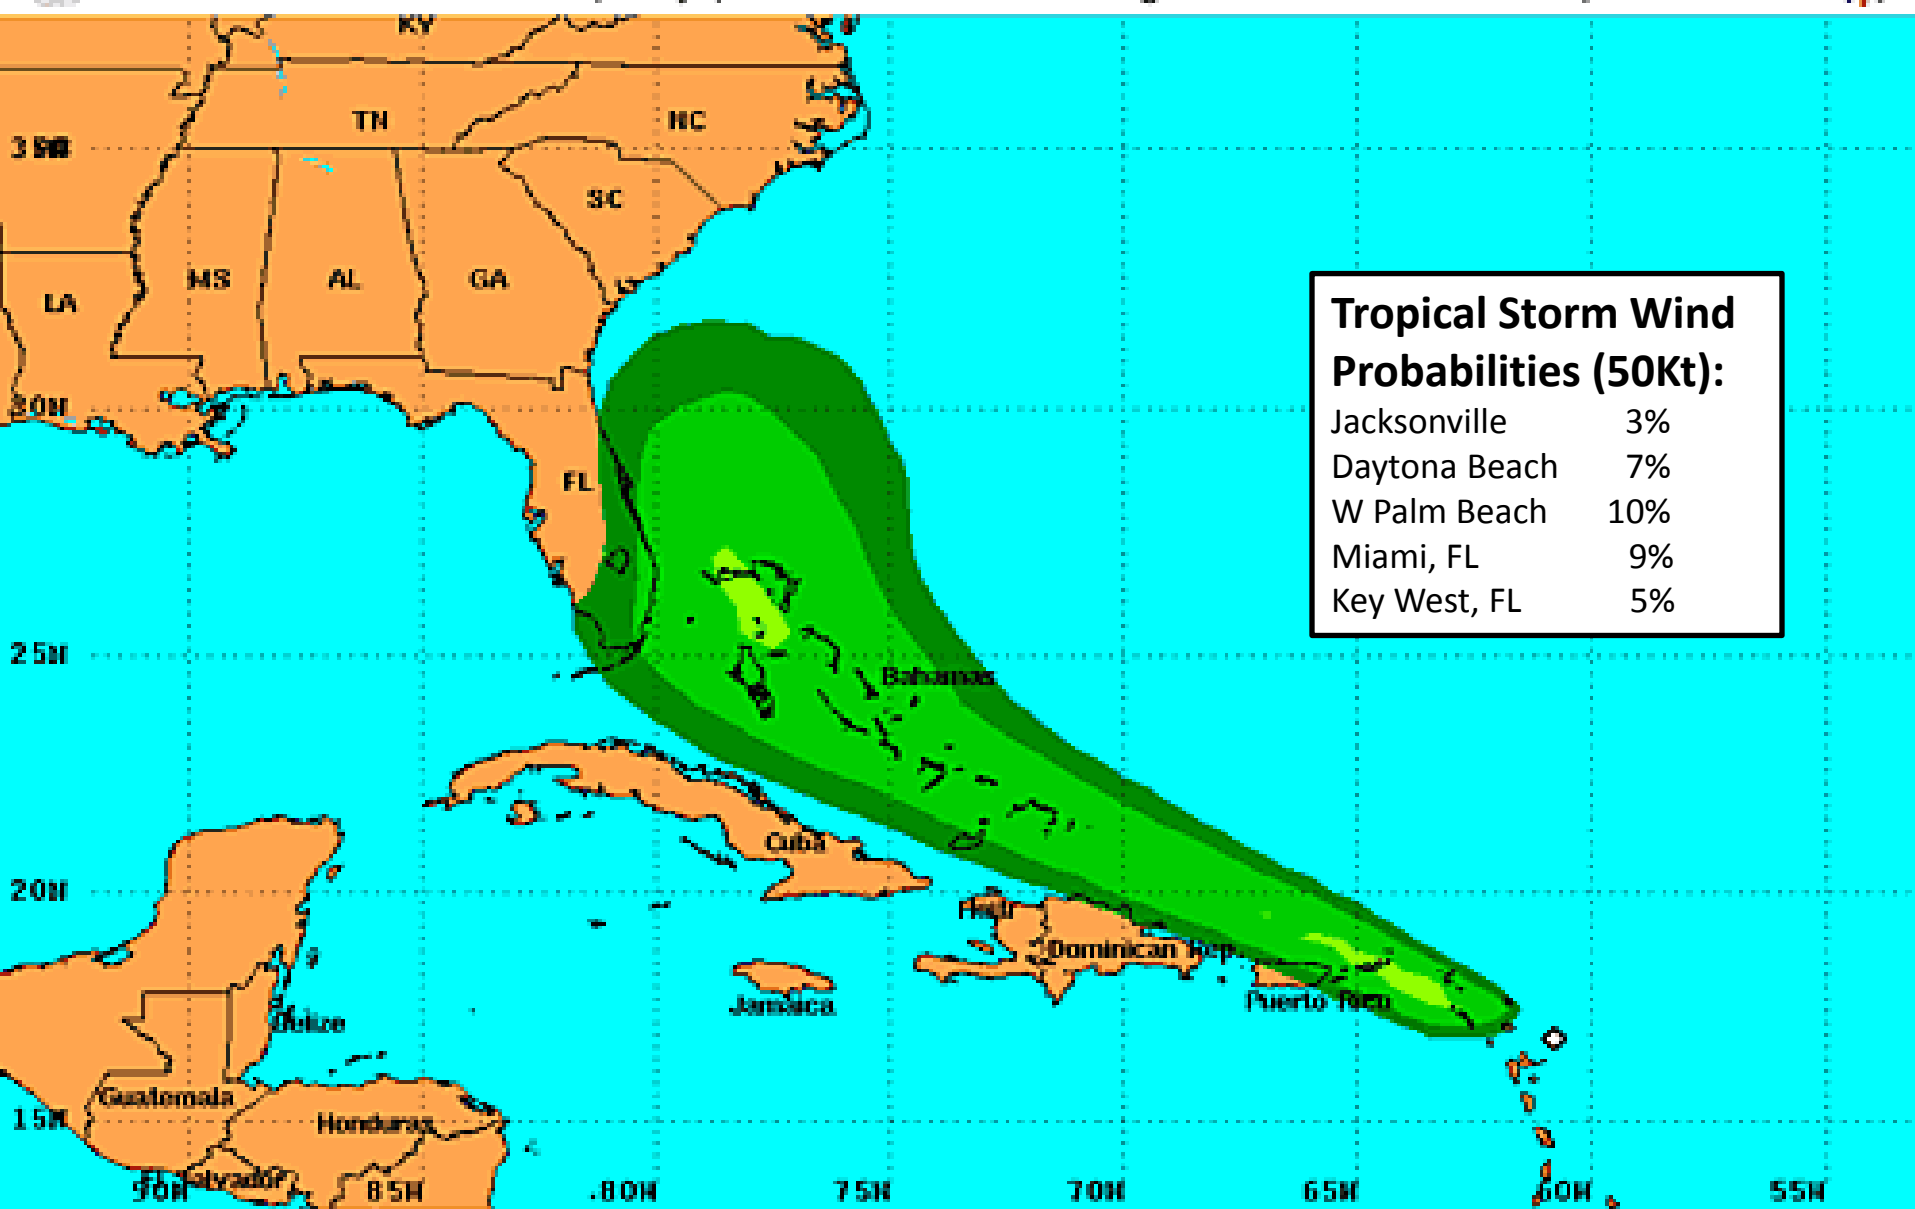 KY
TN
NC
SC
MS
AL
GA
LA
Tropical Storm Wind
Probabilities (50Kt):
30N
Jacksonville 3%
Daytona Beach 7%
FL
W Palm Beach 10%
Miami, FL 9%
Key West, FL 5%
25N
Bahamas
Cuba
20N
Haiti
Dominican Rep.
Jamaica
Puerto Rico
Belize
Guatemala
15N
Honduras
El Salvador
90W 85W 80W 75W 70W 65W 60W 55W